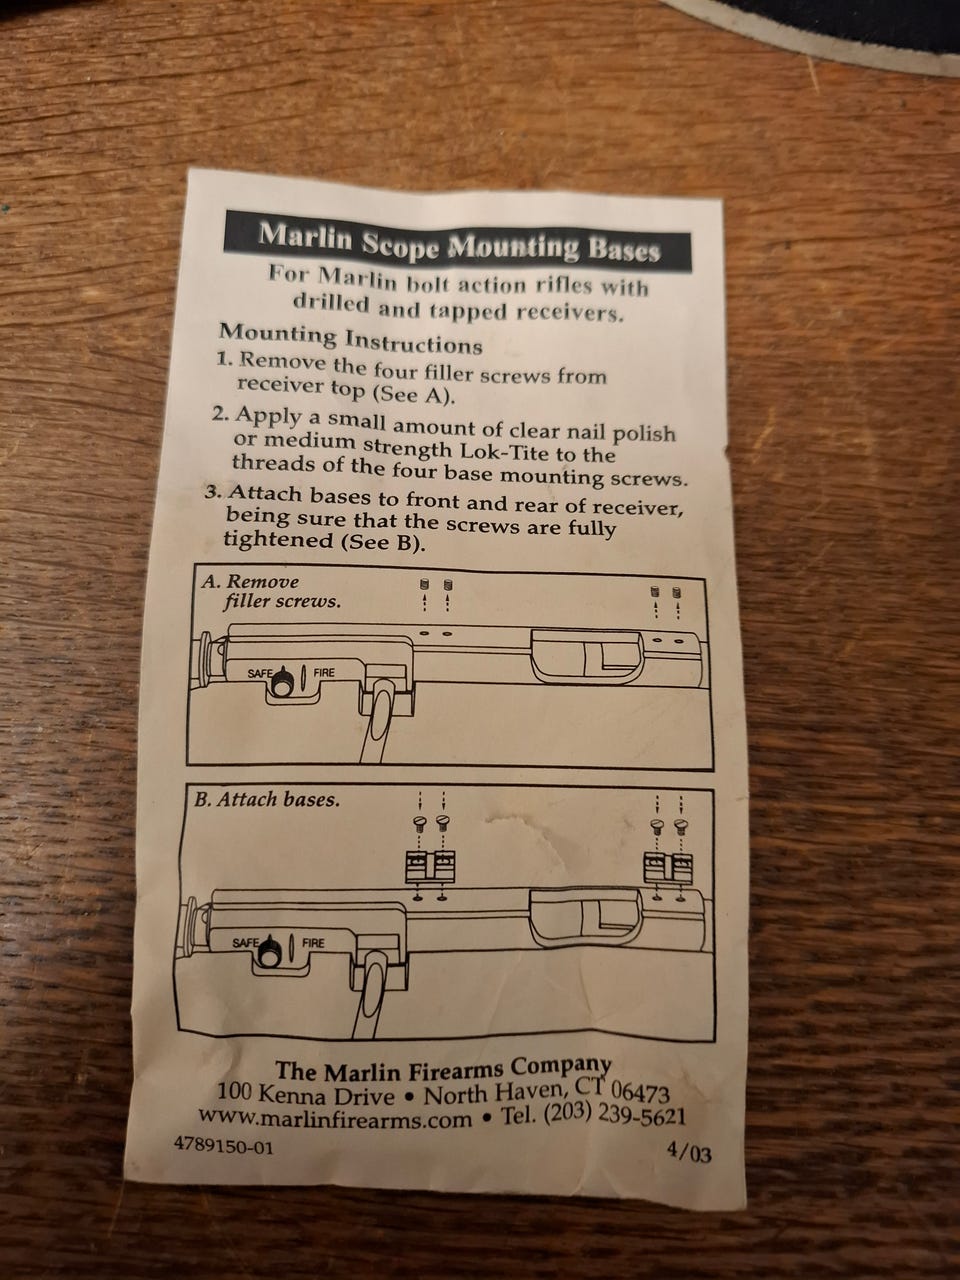 Marlin Scope Mounting Bases
For Marlin bolt action rifles with
drilled and tapped receivers.
Mounting Instructions
1. Remove the four filler screws from
receiver top (See A).
2. Apply a small amount of clear nail polish
or medium strength Lok-Tite to the
threads of the four base mounting screws.
3. Attach bases to front and rear of receiver,
being sure that the screws are fully
tightened (See B).
A. Remove
filler screws.
SAFE FIRE
B. Attach bases.
SAFE FIRE
The Marlin Firearms Company
100 Kenna Drive • North Haven, CT 06473
www.marlinfirearms.com • Tel. (203) 239-5621
4789150-01 4/03